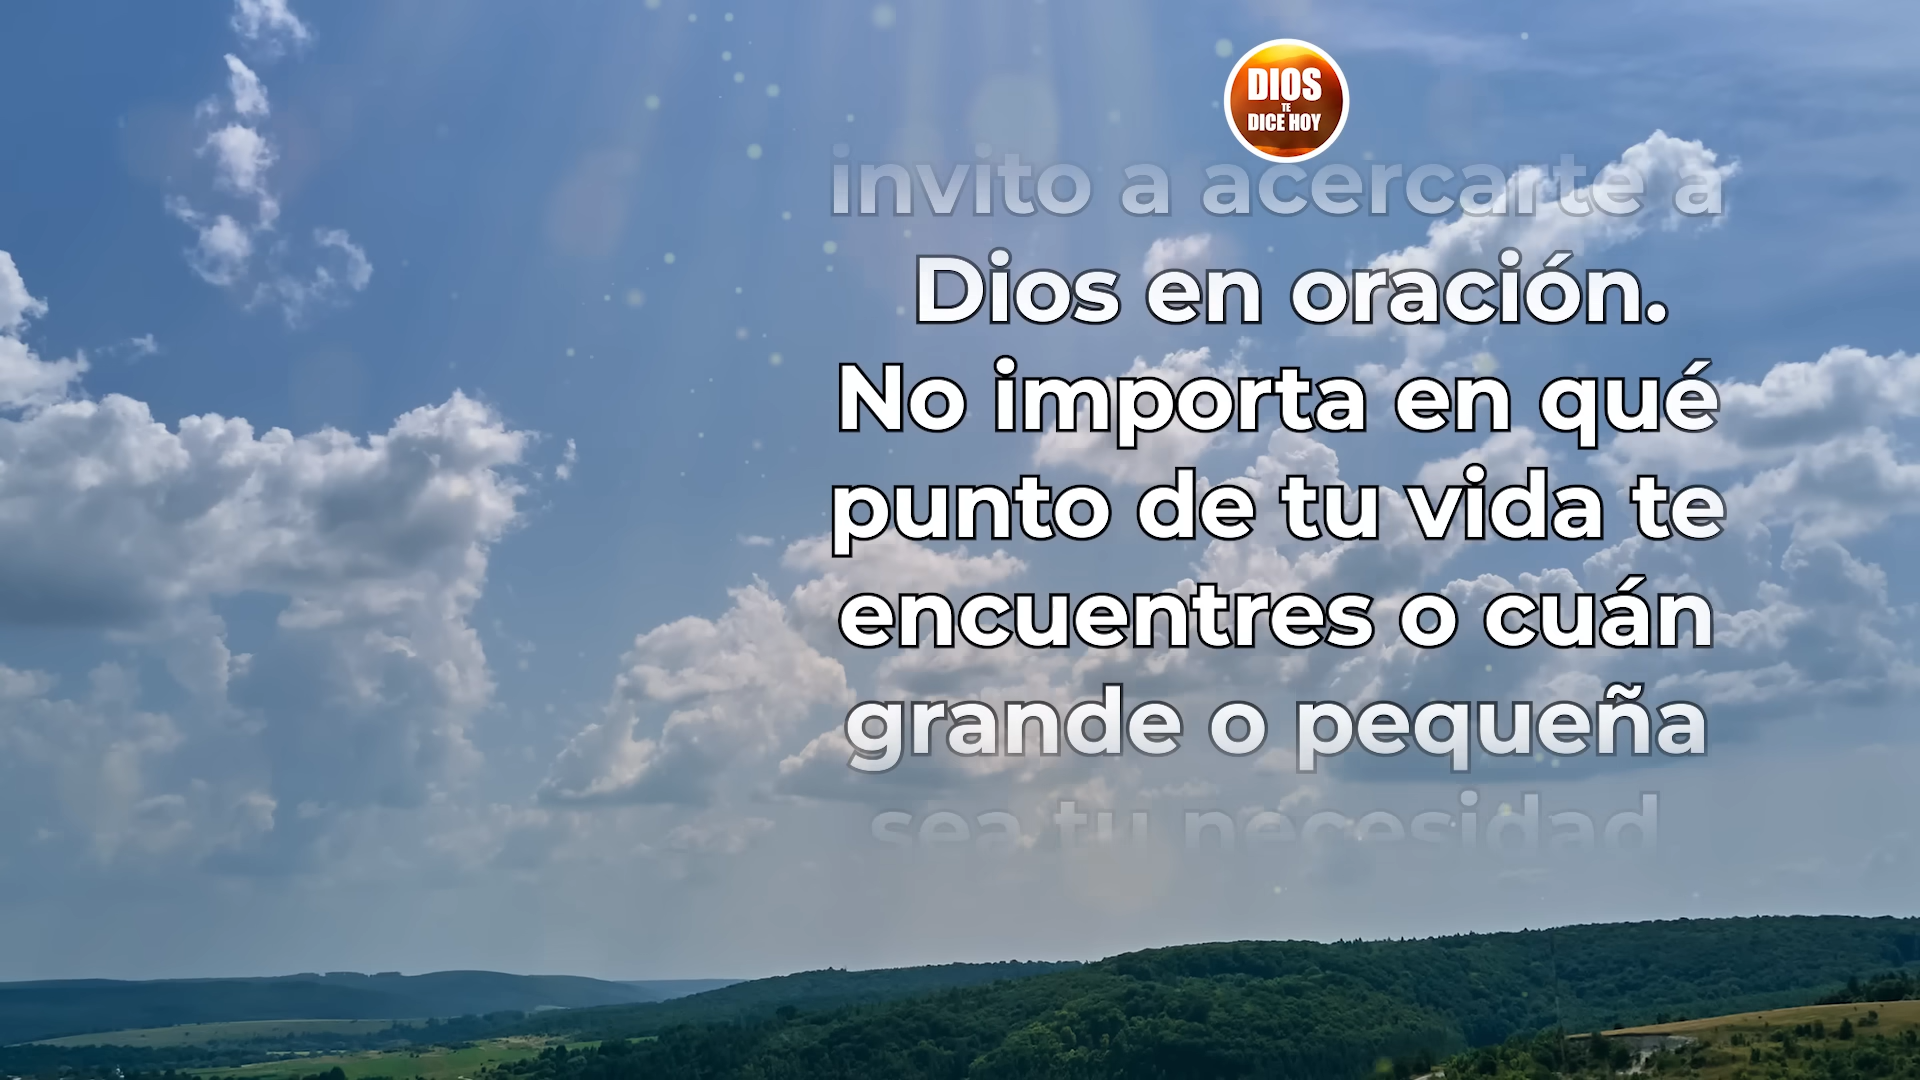 DIOS
TE
DICE HOY
invito a acercarte a
Dios en oración.
No importa en qué
punto de tu vida te
encuentres o cuán
grande o pequeña
sea tu necesidad